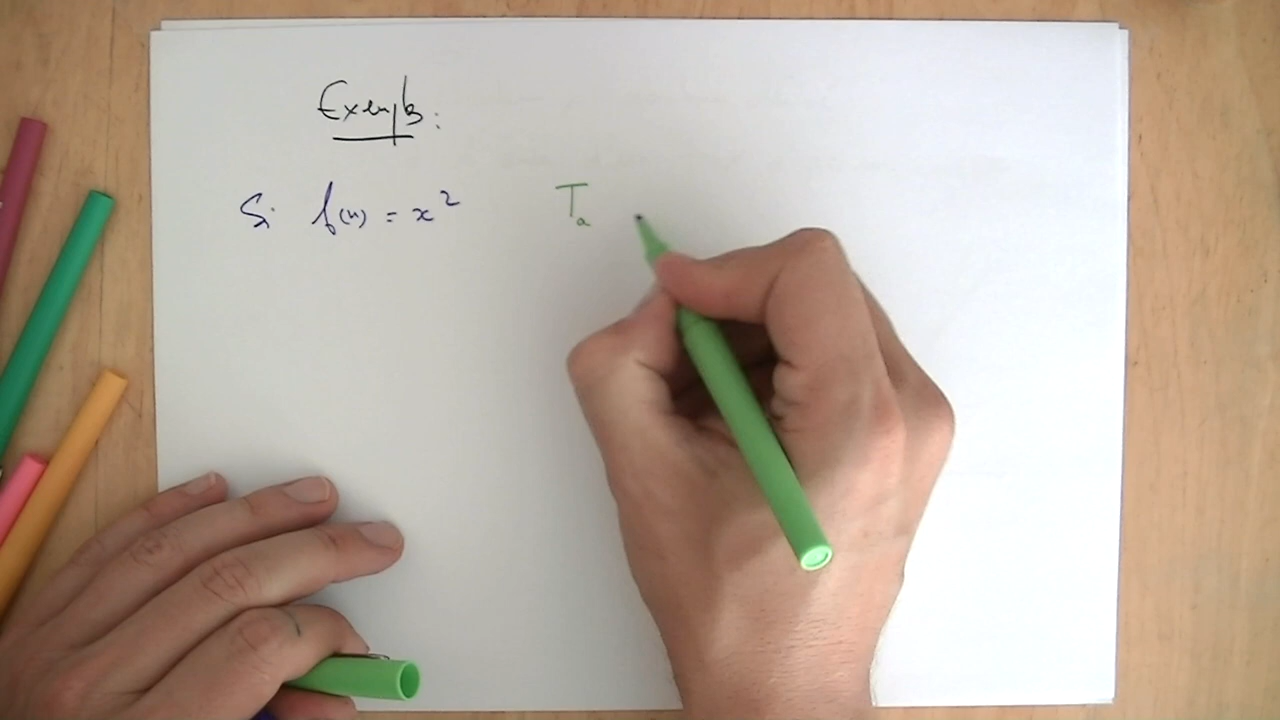 Exemple :
Si f(x) = x² Ta